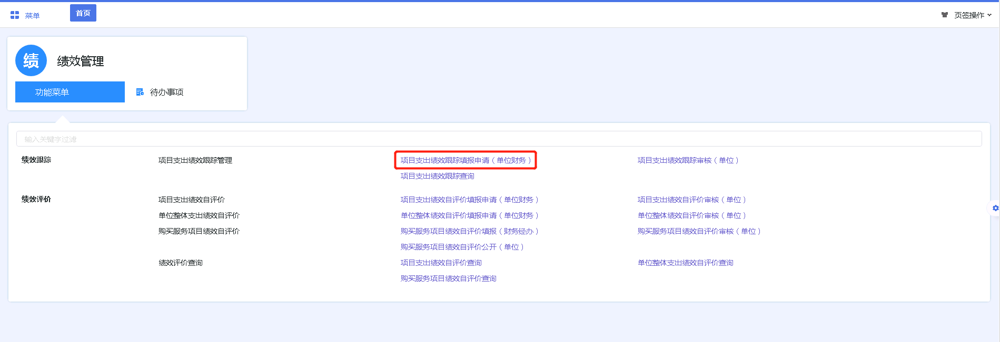 菜单 首页 页签操作
绩 绩效管理
功能菜单 待办事项
输入关键字过滤
绩效跟踪 项目支出绩效跟踪管理 项目支出绩效跟踪填报申请（单位财务） 项目支出绩效跟踪审核（单位）
项目支出绩效跟踪查询
绩效评价 项目支出绩效自评价 项目支出绩效自评价填报申请（单位财务） 项目支出绩效自评价审核（单位）
单位整体支出绩效自评价 单位整体绩效自评价填报申请（单位财务） 单位整体绩效自评价审核（单位）
购买服务项目绩效自评价 购买服务项目绩效自评价填报（财务经办） 购买服务项目绩效自评价审核（单位）
购买服务项目绩效自评价公开（单位）
绩效评价查询 项目支出绩效自评价查询 单位整体支出绩效自评价查询
购买服务项目绩效自评价查询